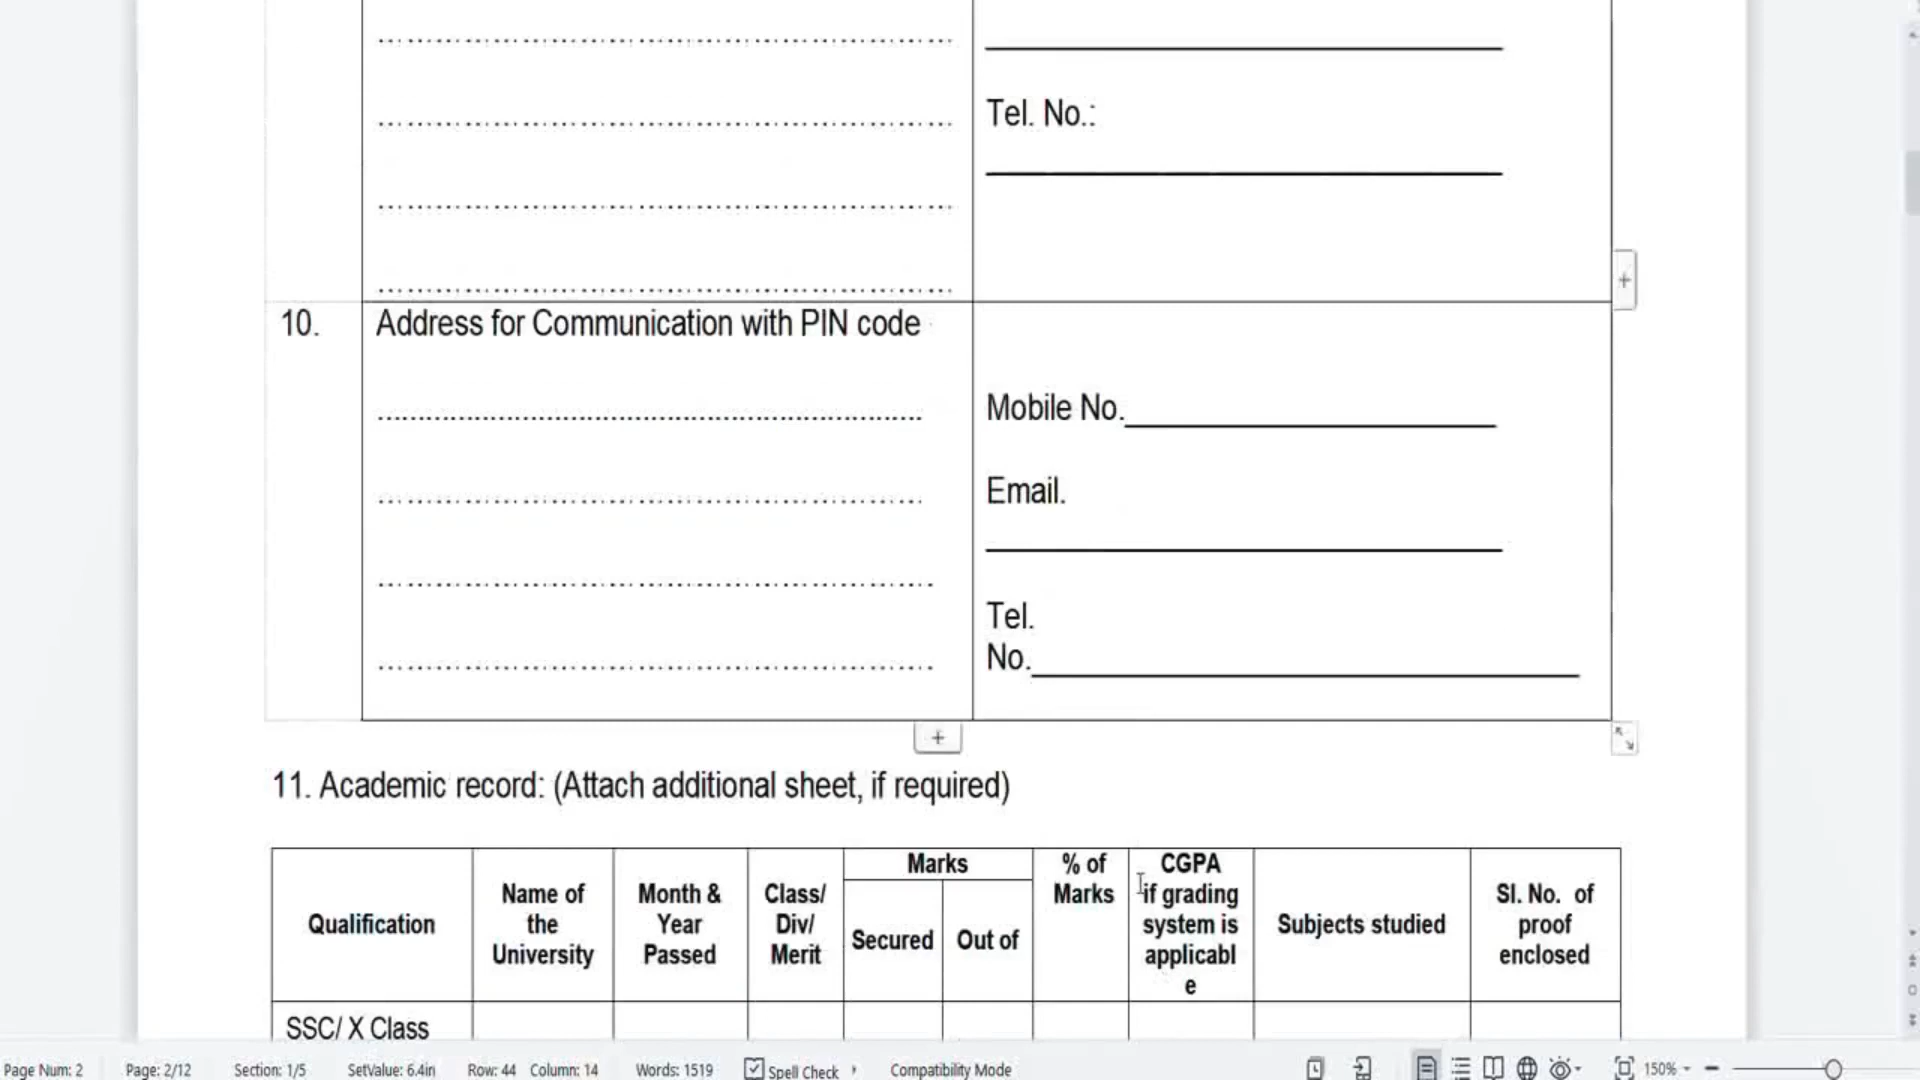 Tel. No.:
10. Address for Communication with PIN code
Mobile No.
Email.
Tel.
No.
11. Academic record: (Attach additional sheet, if required)
Qualification
Name of
the
University
Month &
Year
Passed
Class/
Div/
Merit
Marks
Secured
Out of
% of
Marks
CGPA
if grading
system is
applicabl
e
Subjects studied
Sl. No. of
proof
enclosed
SSC/ X Class
Page Num: 2 Page: 2/12 Section: 1/5 SetValue: 6.4in Row: 44 Column: 14 Words: 1519 Spell Check Compatibility Mode 150%